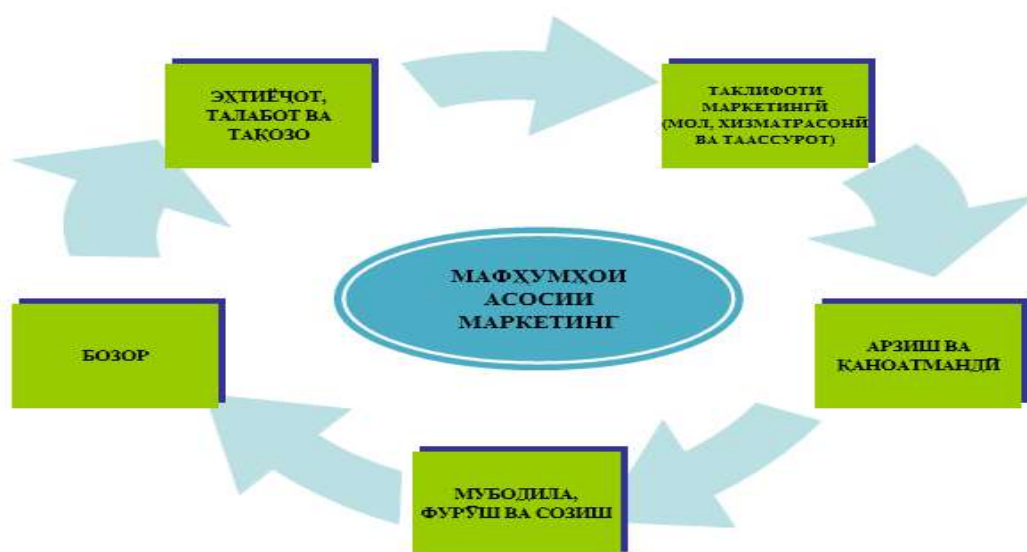 ЭҲТИЁҶОТ,
ТАЛАБОТ ВА
ТАҚОЗО
ТАКЛИФОТИ
МАРКЕТИНГӢ
(МОЛ, ХИЗМАТРАСОНӢ
ВА ТААССУРОТ)
МАФҲУМҲОИ
АСОСИИ
МАРКЕТИНГ
БОЗОР
АРЗИШ ВА
ҚАНОАТМАНДӢ
МУБОДИЛА,
ФУРӮШ ВА СОЗИШ